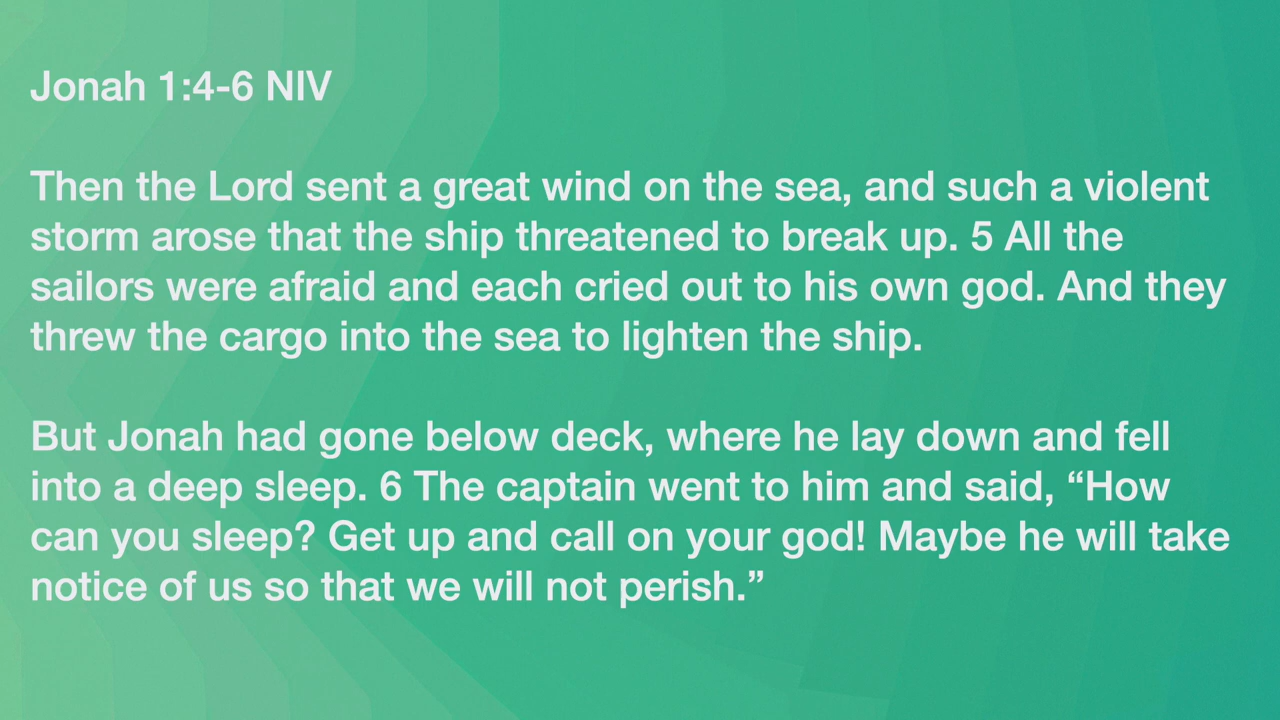 Jonah 1:4-6 NIV
Then the Lord sent a great wind on the sea, and such a violent
storm arose that the ship threatened to break up. 5 All the
sailors were afraid and each cried out to his own god. And they
threw the cargo into the sea to lighten the ship.
But Jonah had gone below deck, where he lay down and fell
into a deep sleep. 6 The captain went to him and said, “How
can you sleep? Get up and call on your god! Maybe he will take
notice of us so that we will not perish.”